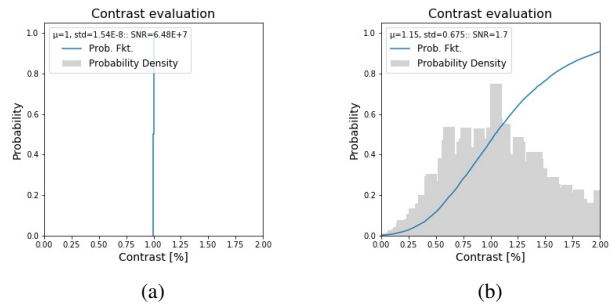 Contrast evaluation
μ=1, std=1.54E-8:: SNR=6.48E+7
Prob. Fkt.
Probability Density
Probability
1.0
0.8
0.6
0.4
0.2
0.0
0.00 0.25 0.50 0.75 1.00 1.25 1.50 1.75 2.00
Contrast [%]
(a)
Contrast evaluation
μ=1.15, std=0.675:: SNR=1.7
Prob. Fkt.
Probability Density
Probability
1.0
0.8
0.6
0.4
0.2
0.0
0.00 0.25 0.50 0.75 1.00 1.25 1.50 1.75 2.00
Contrast [%]
(b)